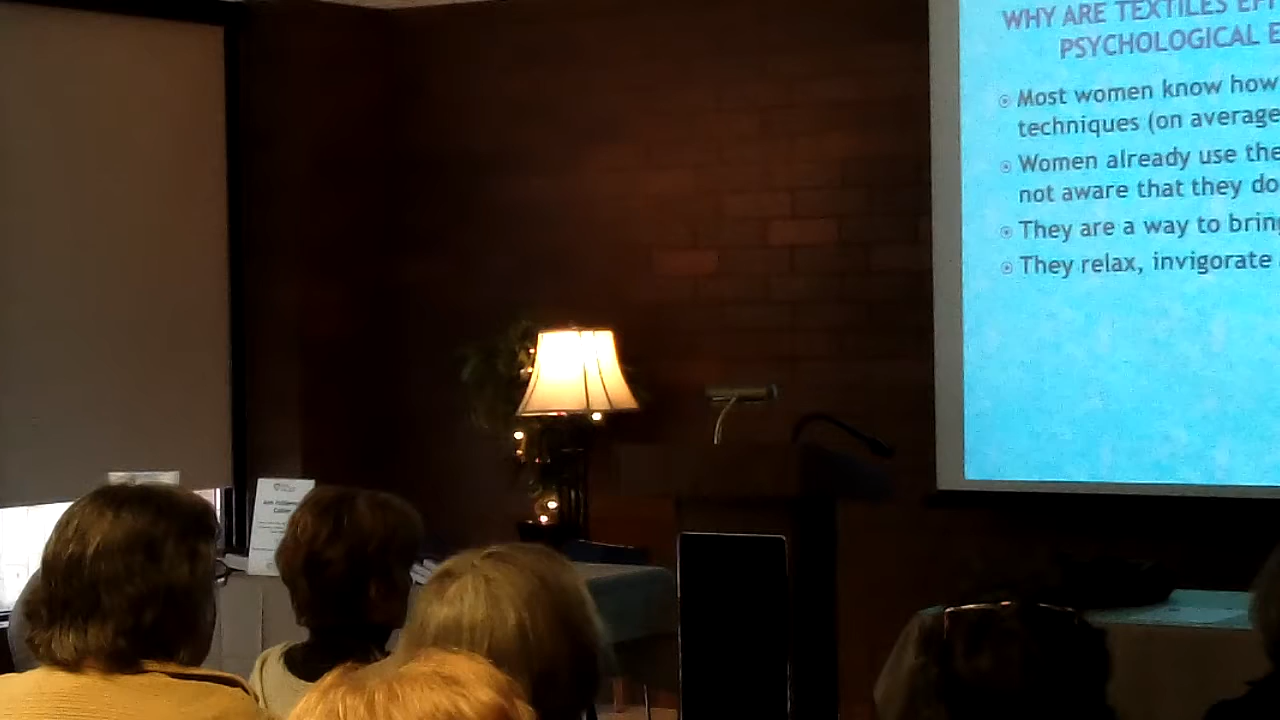 WHY ARE TEXTILES EFF
PSYCHOLOGICAL E
Most women know how
techniques (on average
Women already use the
not aware that they do
They are a way to bring
They relax, invigorate